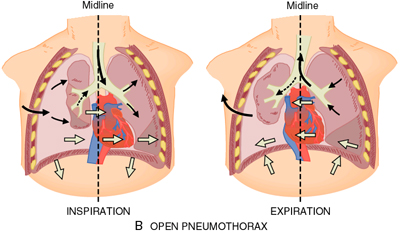 Midline
Midline
INSPIRATION
EXPIRATION
B OPEN PNEUMOTHORAX